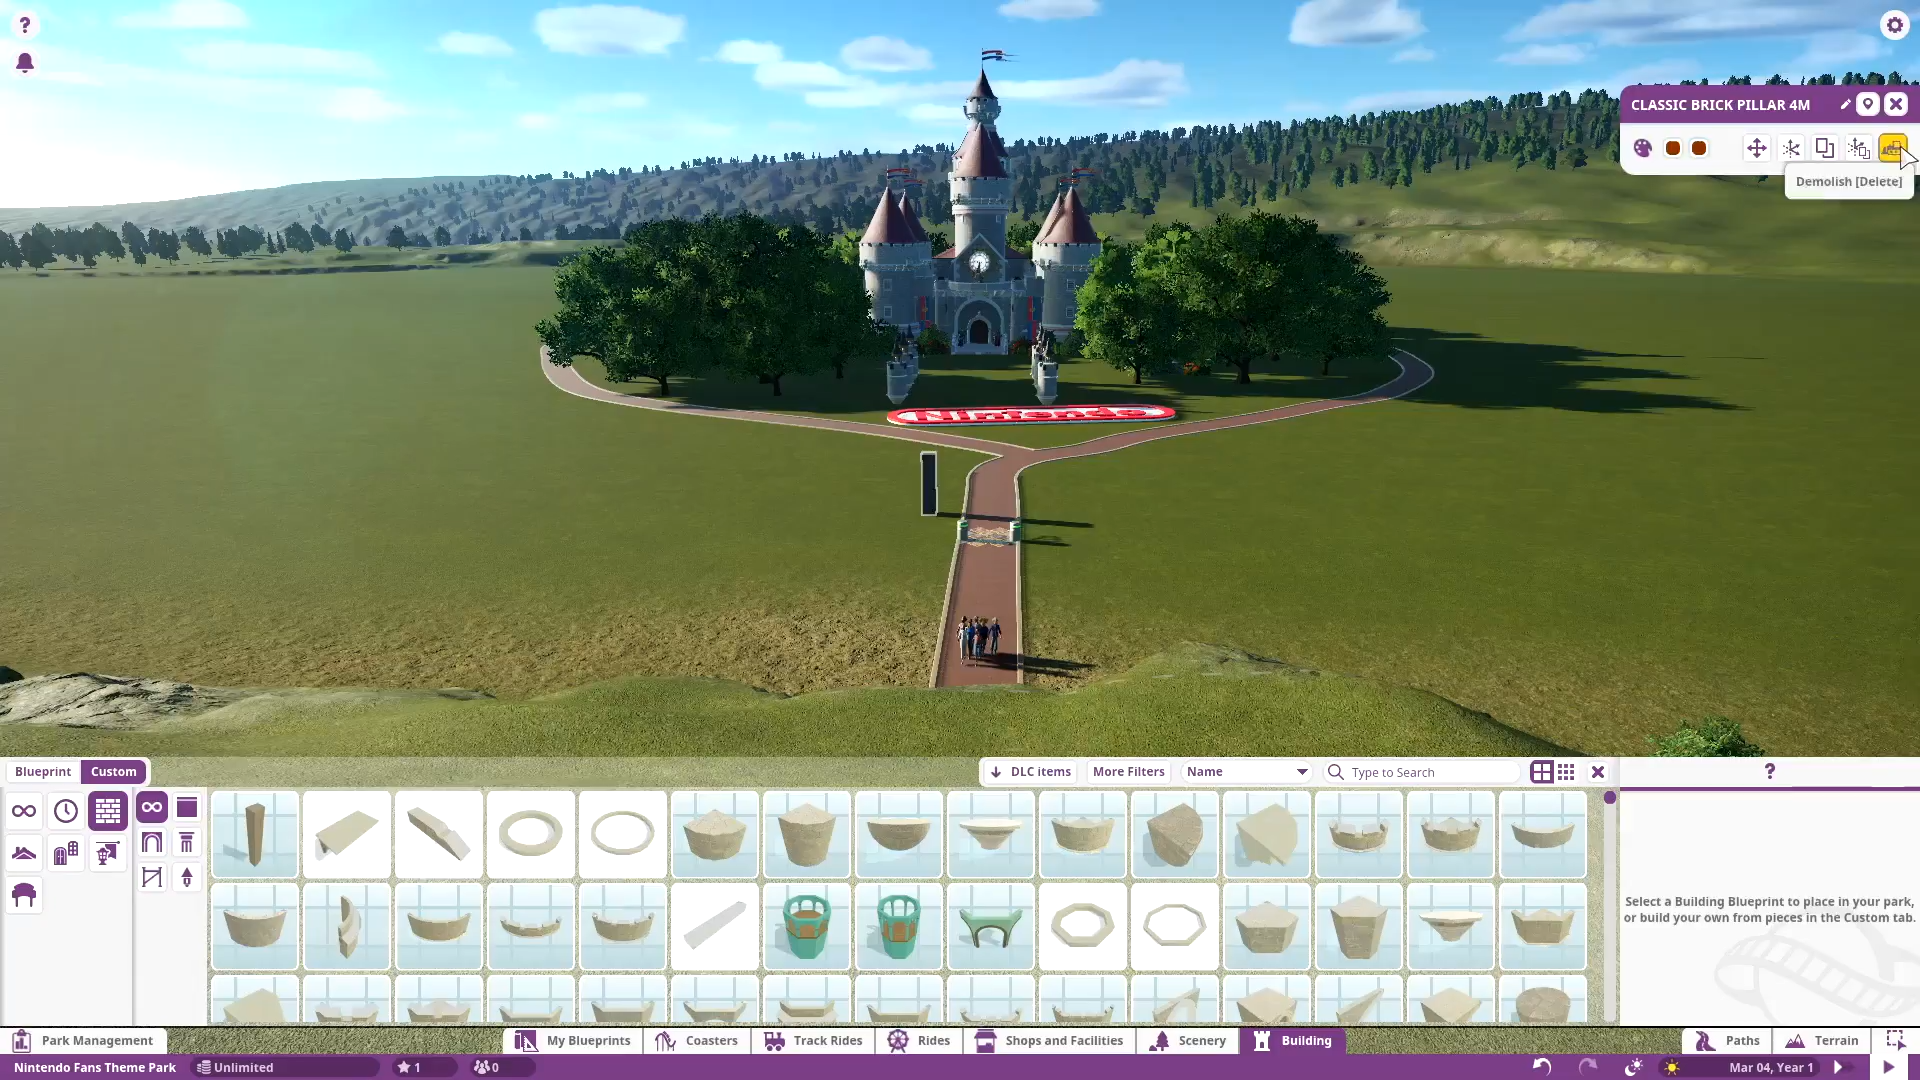 ?
CLASSIC BRICK PILLAR 4M
Demolish [Delete]
Nintendo
Blueprint
Custom
DLC items
More Filters
Name
Type to Search
?
Select a Building Blueprint to place in your park,
or build your own from pieces in the Custom tab.
Park Management
My Blueprints
Coasters
Track Rides
Rides
Shops and Facilities
Scenery
Building
Paths
Terrain
Nintendo Fans Theme Park
Unlimited
1
0
Mar 04, Year 1